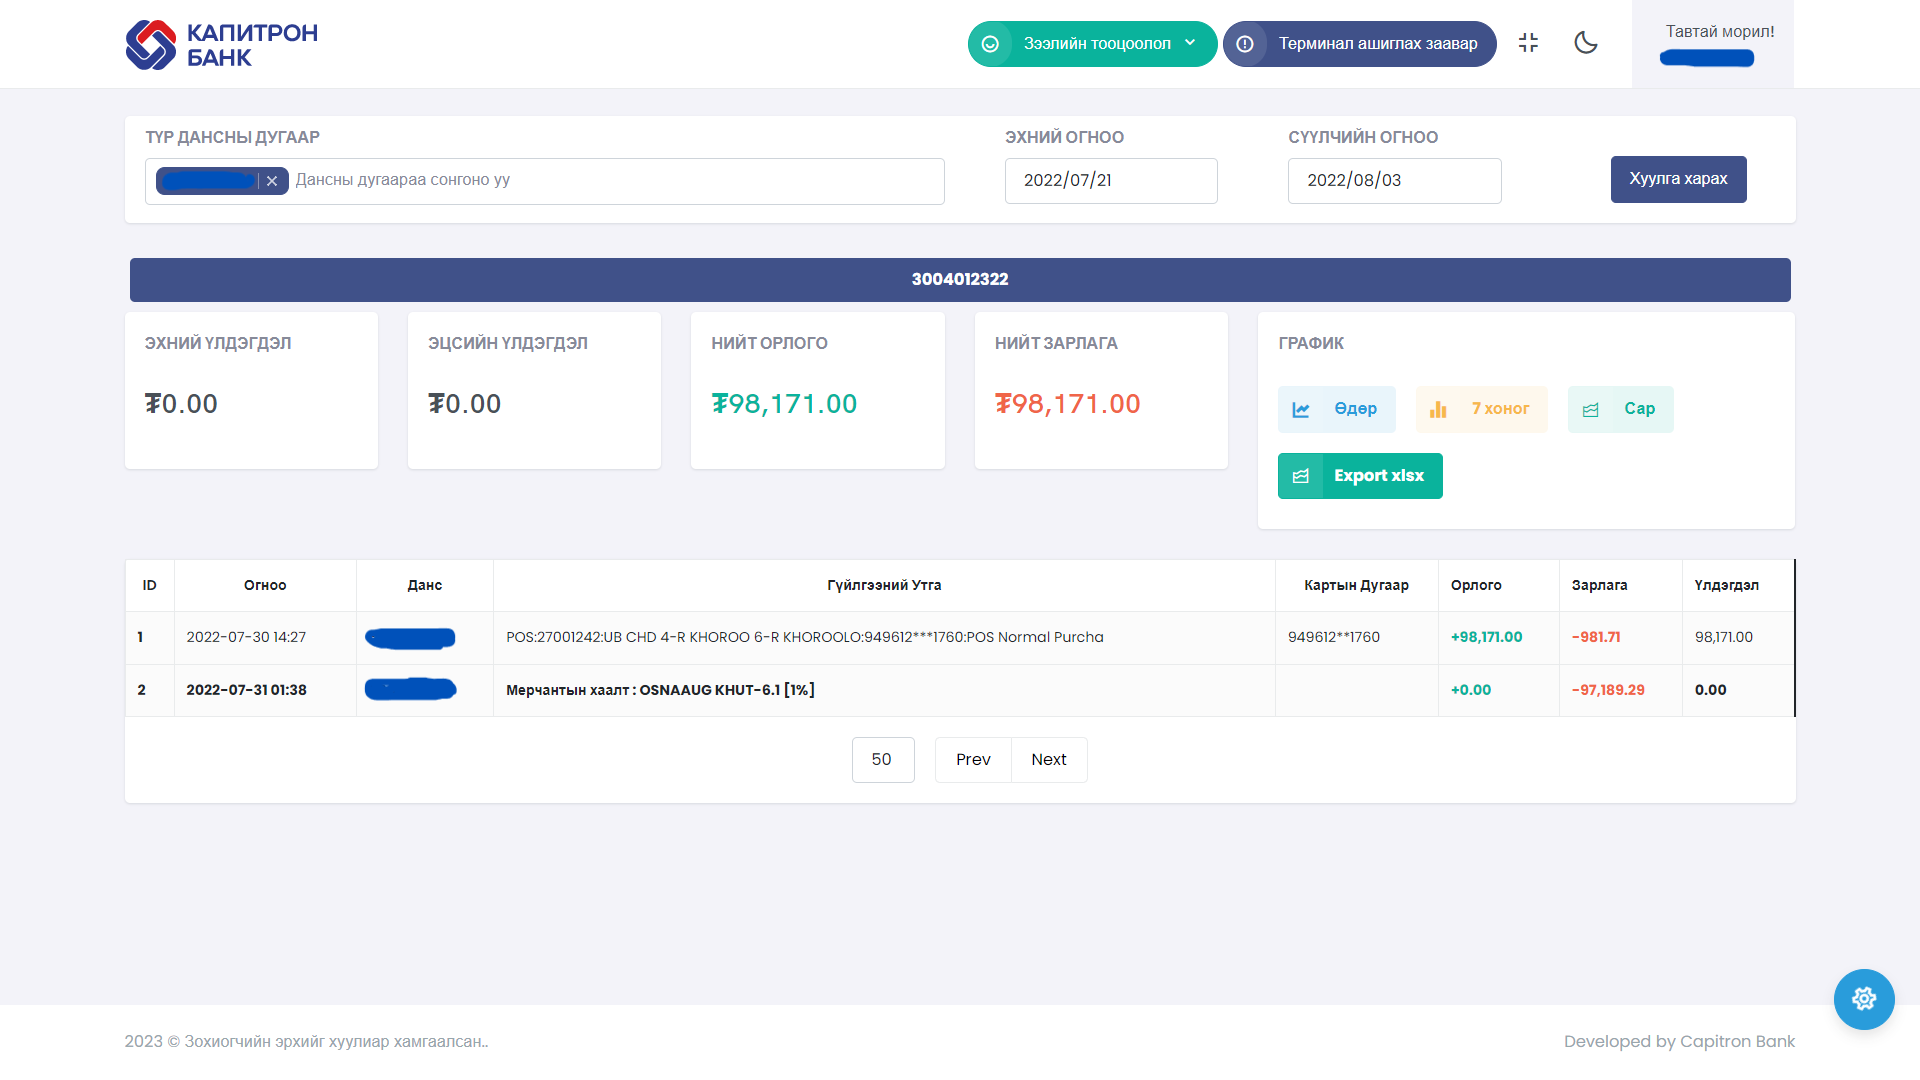 КАПИТРОН
БАНК
Зээлийн тооцоолол
Терминал ашиглах заавар
Тавтай морил!
ТҮР ДАНСНЫ ДУГААР
ЭХНИЙ ОГНОО
СҮҮЛЧИЙН ОГНОО
Дансны дугаараа сонгоно уу
2022/07/21
2022/08/03
Хуулга харах
3004012322
ЭХНИЙ ҮЛДЭГДЭЛ
₮0.00
ЭЦСИЙН ҮЛДЭГДЭЛ
₮0.00
НИЙТ ОРЛОГО
₮98,171.00
НИЙТ ЗАРЛАГА
₮98,171.00
ГРАФИК
Өдөр
7 хоног
Сар
Export xlsx
ID Огноо Данс Гүйлгээний Утга Картын Дугаар Орлого Зарлага Үлдэгдэл
1 2022-07-30 14:27 POS:27001242:UB CHD 4-R KHOROO 6-R KHOROOLO:949612***1760:POS Normal Purcha 949612**1760 +98,171.00 -981.71 98,171.00
2 2022-07-31 01:38 Мерчантын хаалт : OSNAAUG KHUT-6.1 [1%] +0.00 -97,189.29 0.00
50 Prev Next
2023 © Зохиогчийн эрхийг хуулиар хамгаалсан..
Developed by Capitron Bank